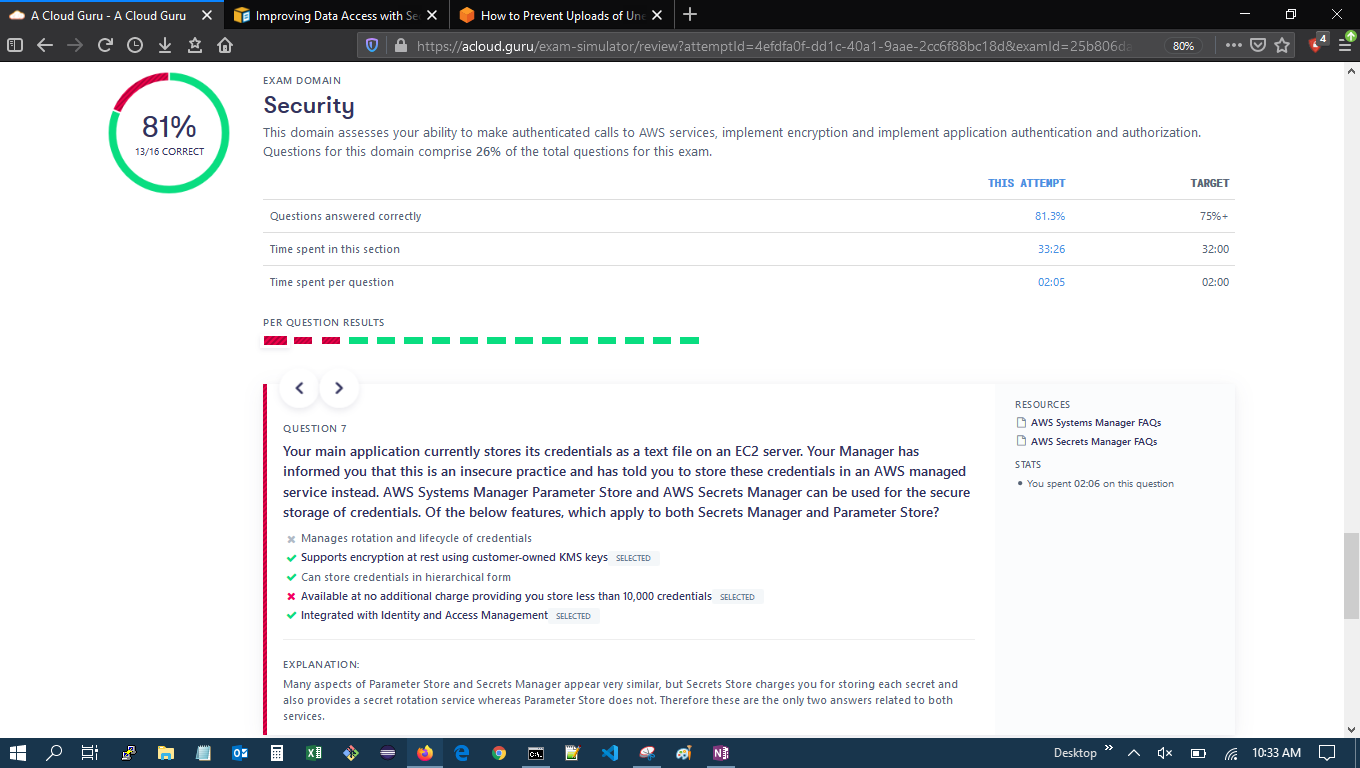 A Cloud Guru - A Cloud Guru
Improving Data Access with Se
How to Prevent Uploads of Une
https://acloud.guru/exam-simulator/review?attemptId=4efdfa0f-dd1c-40a1-9aae-2cc6f88bc18d&examId=25b806da
80%
4
81%
13/16 CORRECT
EXAM DOMAIN
Security
This domain assesses your ability to make authenticated calls to AWS services, implement encryption and implement application authentication and authorization.
Questions for this domain comprise 26% of the total questions for this exam.
THIS ATTEMPT TARGET
Questions answered correctly 81.3% 75%+
Time spent in this section 33:26 32:00
Time spent per question 02:05 02:00
PER QUESTION RESULTS
QUESTION 7
Your main application currently stores its credentials as a text file on an EC2 server. Your Manager has
informed you that this is an insecure practice and has told you to store these credentials in an AWS managed
service instead. AWS Systems Manager Parameter Store and AWS Secrets Manager can be used for the secure
storage of credentials. Of the below features, which apply to both Secrets Manager and Parameter Store?
Manages rotation and lifecycle of credentials
Supports encryption at rest using customer-owned KMS keys SELECTED
Can store credentials in hierarchical form
Available at no additional charge providing you store less than 10,000 credentials SELECTED
Integrated with Identity and Access Management SELECTED
EXPLANATION:
Many aspects of Parameter Store and Secrets Manager appear very similar, but Secrets Store charges you for storing each secret and
also provides a secret rotation service whereas Parameter Store does not. Therefore these are the only two answers related to both
services.
RESOURCES
AWS Systems Manager FAQs
AWS Secrets Manager FAQs
STATS
You spent 02:06 on this question
Desktop
10:33 AM